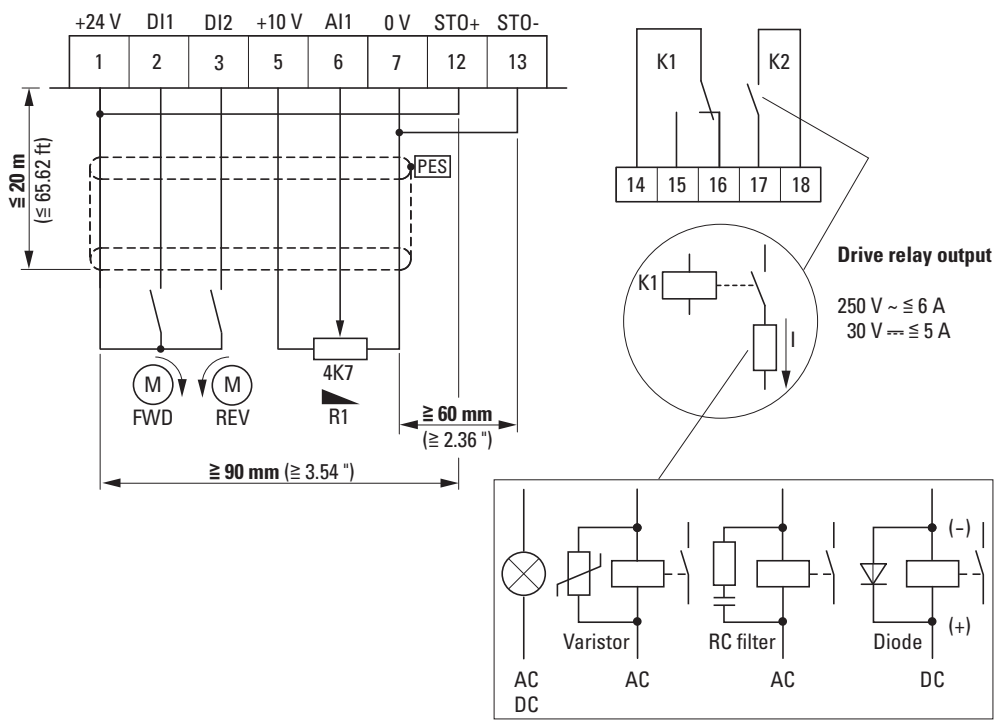 +24 V DI1 DI2 +10 V AI1 0 V STO+ STO-
1 2 3 5 6 7 12 13
≦ 20 m
(≦ 65.62 ft)
PES
M
FWD
M
REV
4K7
R1
≧ 60 mm
(≧ 2.36 ")
≧ 90 mm (≧ 3.54 ")
K1 K2
14 15 16 17 18
K1
I
Drive relay output
250 V ~ ≦ 6 A
30 V ⎓ ≦ 5 A
(–)
(+)
Varistor RC filter Diode
AC
DC
AC
AC
DC